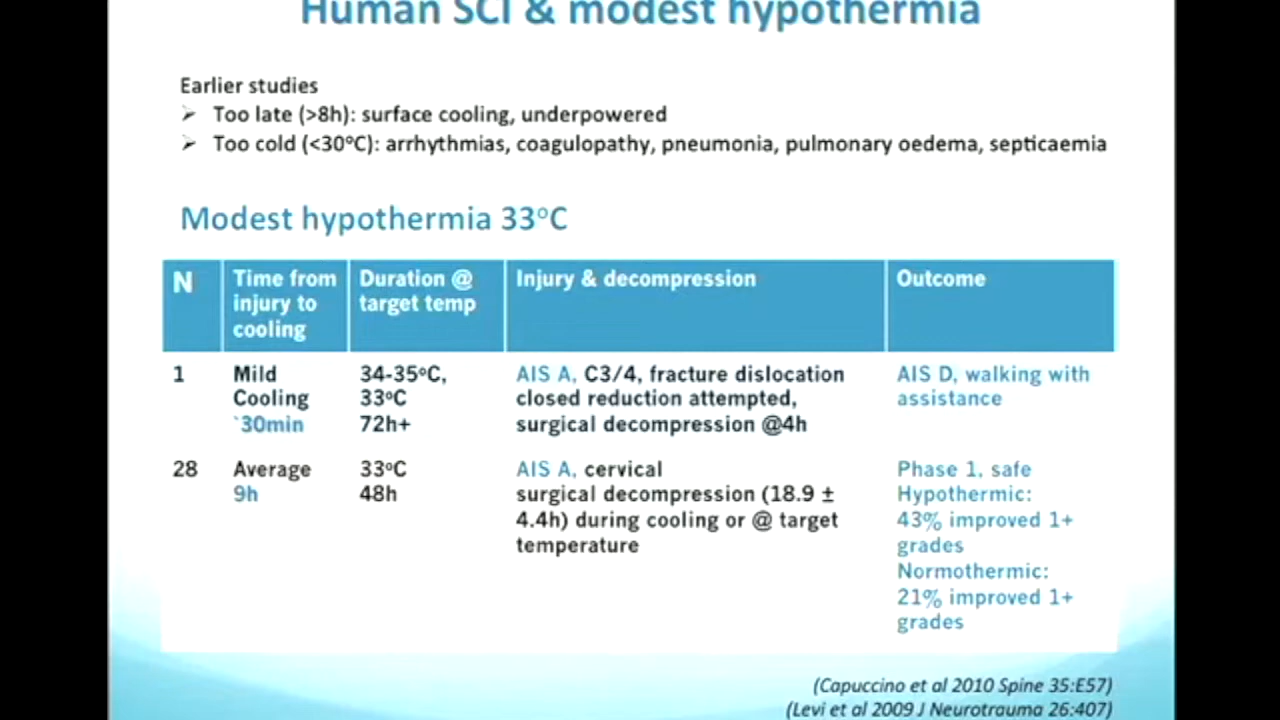 Human SCI & modest hypothermia
Earlier studies
➢ Too late (>8h): surface cooling, underpowered
➢ Too cold (<30°C): arrhythmias, coagulopathy, pneumonia, pulmonary oedema, septicaemia
Modest hypothermia 33°C
N
Time from
injury to
cooling
Duration @
target temp
Injury & decompression
Outcome
1
Mild
Cooling
`30min
34-35°C,
33°C
72h+
AIS A, C3/4, fracture dislocation
closed reduction attempted,
surgical decompression @4h
AIS D, walking with
assistance
28
Average
9h
33°C
48h
AIS A, cervical
surgical decompression (18.9 ±
4.4h) during cooling or @ target
temperature
Phase 1, safe
Hypothermic:
43% improved 1+
grades
Normothermic:
21% improved 1+
grades
(Capuccino et al 2010 Spine 35:E57)
(Levi et al 2009 J Neurotrauma 26:407)